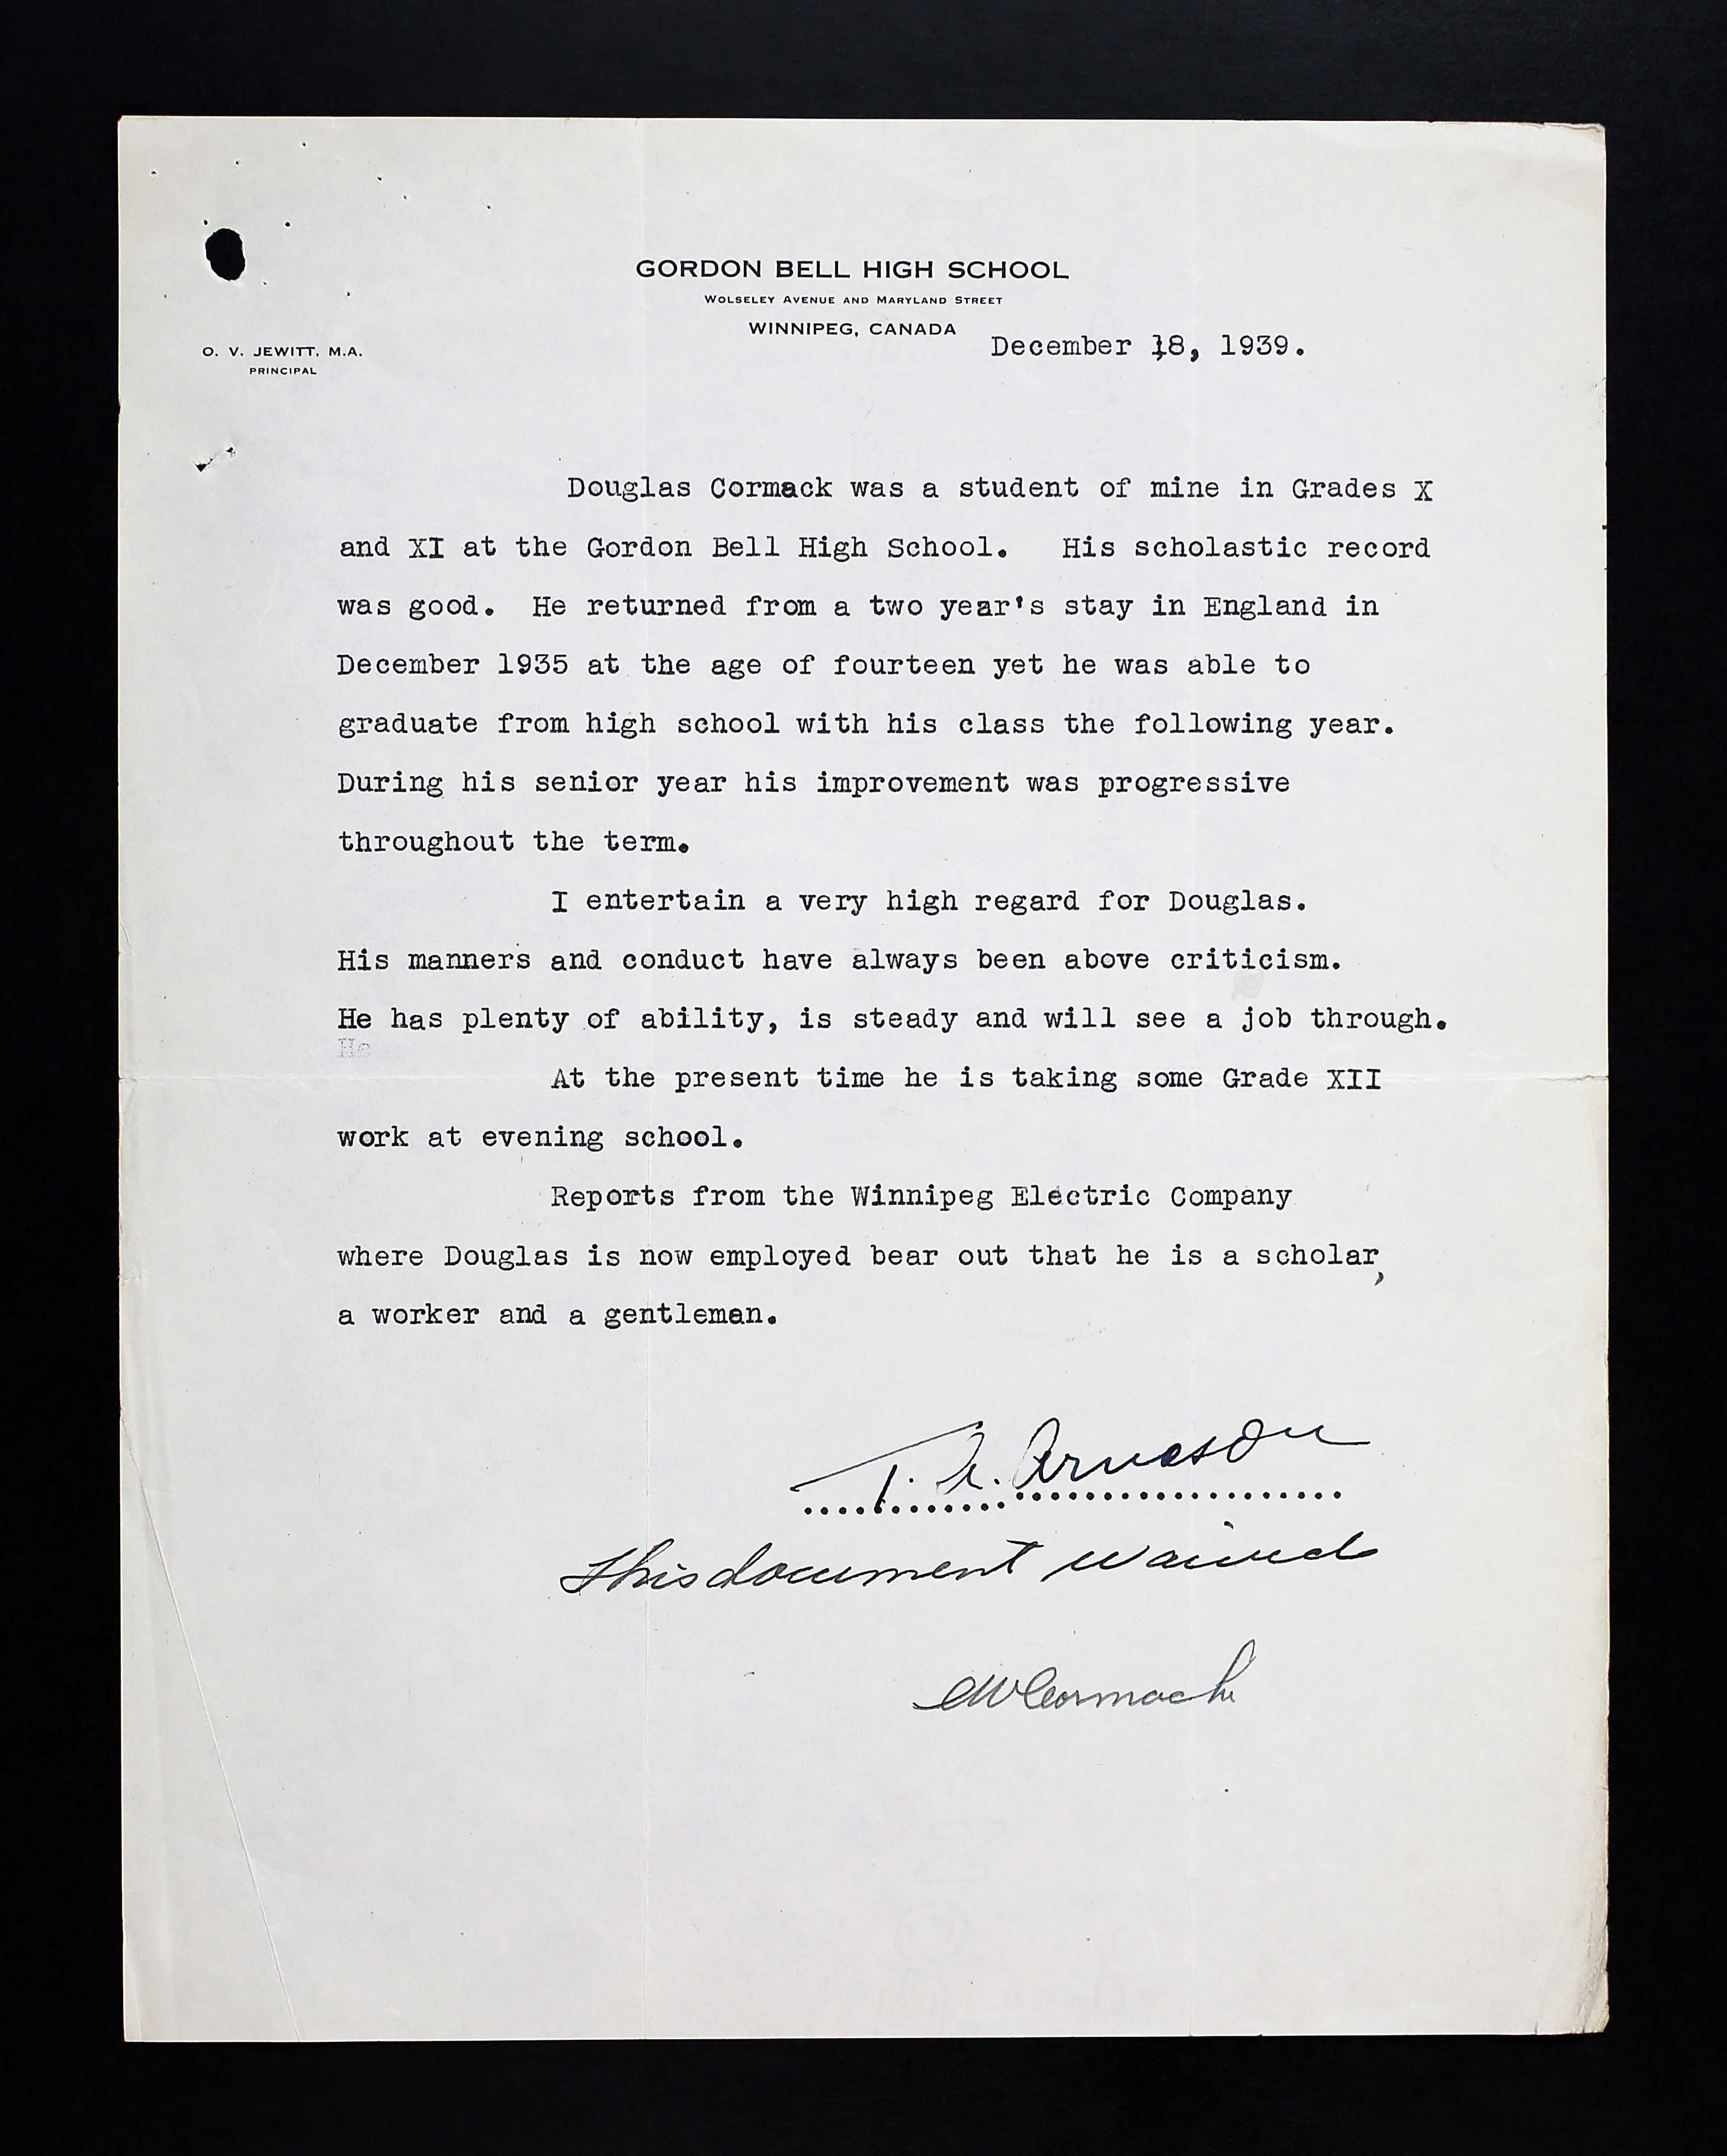 GORDON BELL HIGH SCHOOL
WOLSELEY AVENUE AND MARYLAND STREET
WINNIPEG, CANADA
December 18, 1939.
O. V. JEWITT, M.A.
PRINCIPAL
Douglas Cormack was a student of mine in Grades X
and XI at the Gordon Bell High School. His scholastic record
was good. He returned from a two year's stay in England in
December 1935 at the age of fourteen yet he was able to
graduate from high school with his class the following year.
During his senior year his improvement was progressive
throughout the term.
I entertain a very high regard for Douglas.
His manners and conduct have always been above criticism.
He has plenty of ability, is steady and will see a job through.
He
At the present time he is taking some Grade XII
work at evening school.
Reports from the Winnipeg Electric Company
where Douglas is now employed bear out that he is a scholar,
a worker and a gentleman.
T. A. Arneson
This document waived
Cormack